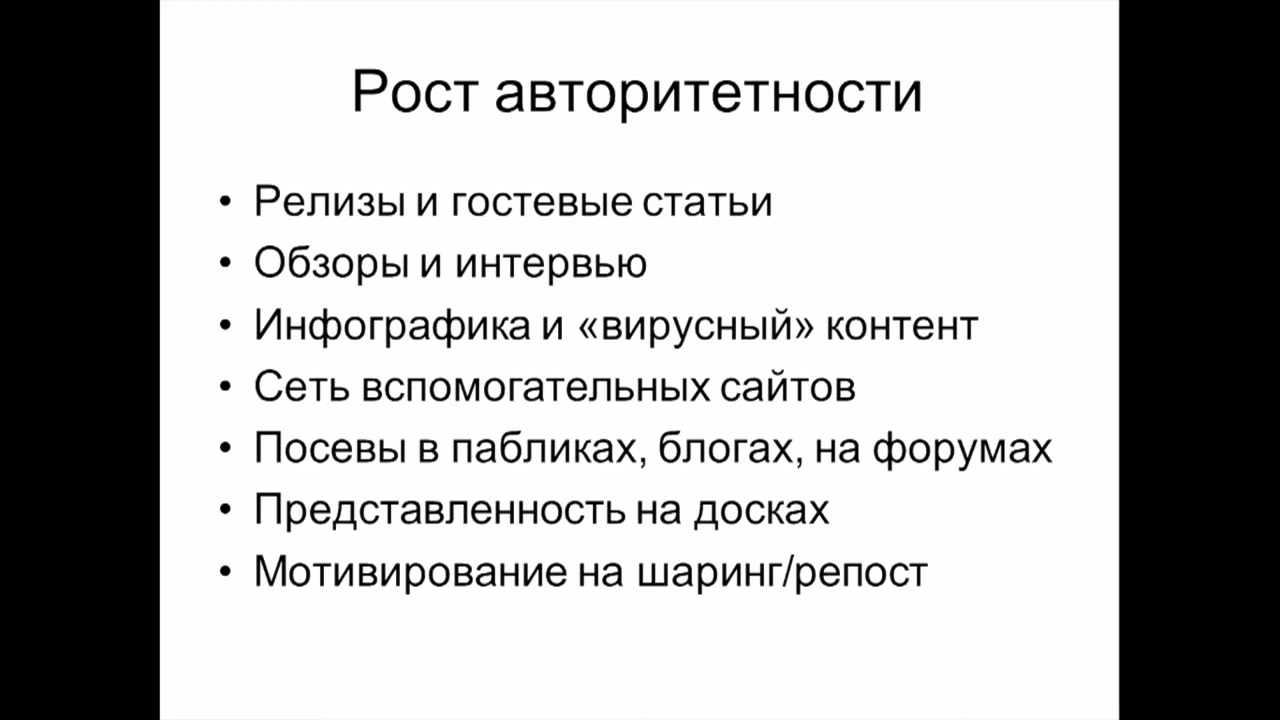 Рост авторитетности
• Релизы и гостевые статьи
• Обзоры и интервью
• Инфографика и «вирусный» контент
• Сеть вспомогательных сайтов
• Посевы в пабликах, блогах, на форумах
• Представленность на досках
• Мотивирование на шаринг/репост